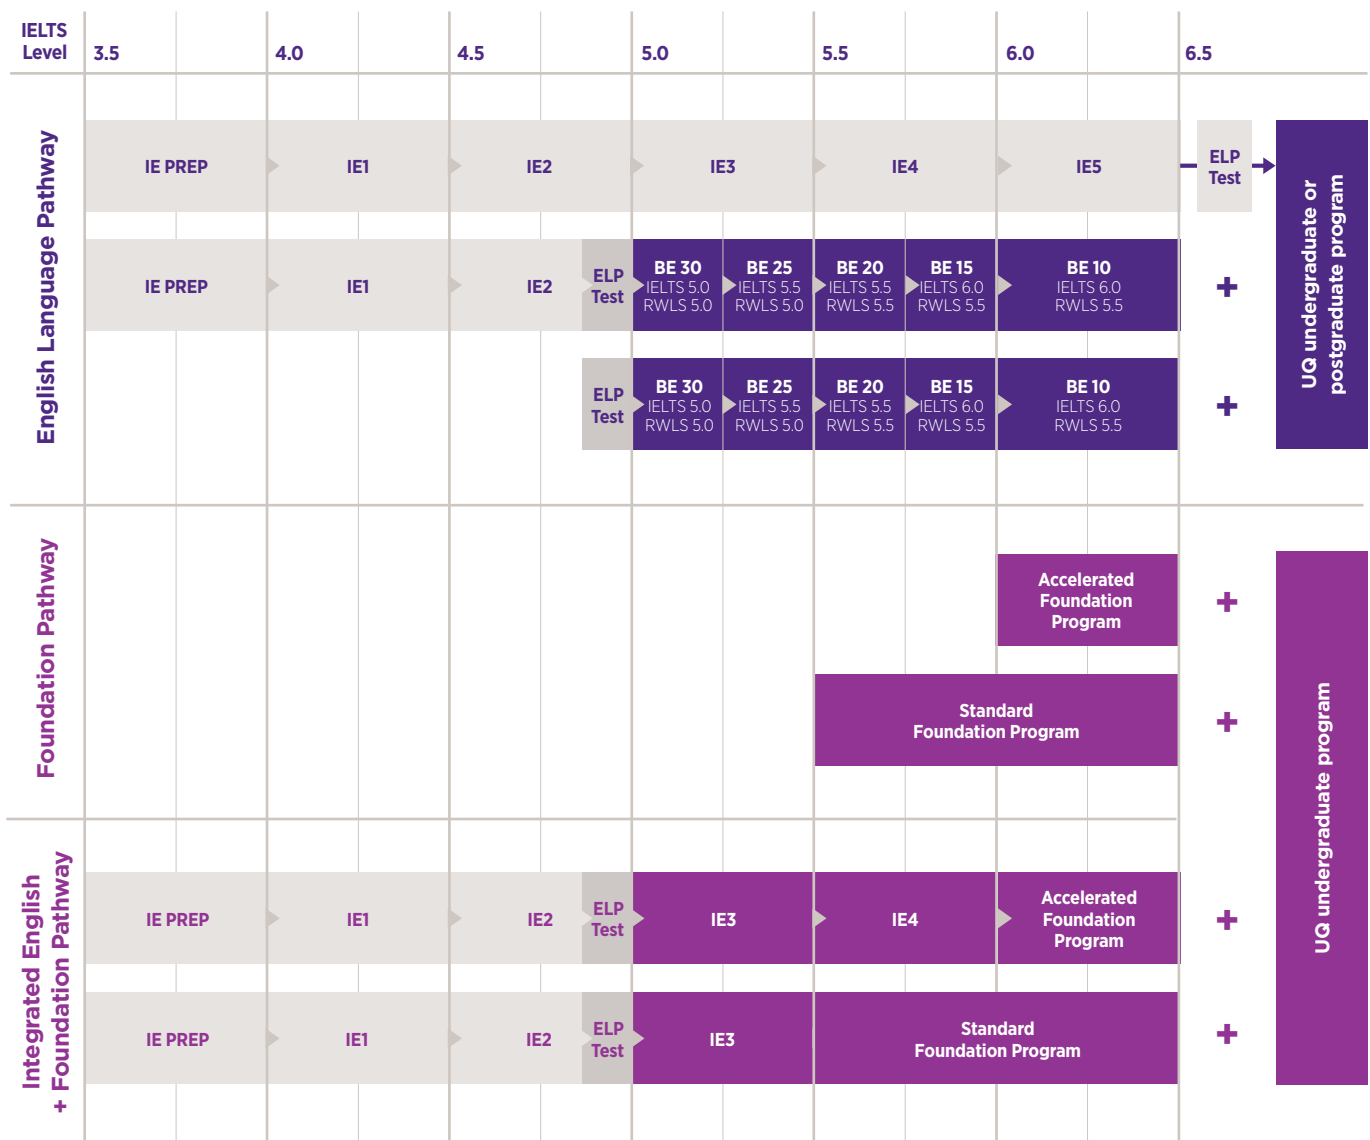 IELTS
Level
3.5
4.0
4.5
5.0
5.5
6.0
6.5
English Language Pathway
IE PREP
IE1
IE2
IE3
IE4
IE5
ELP
Test
UQ undergraduate or
postgraduate program
IE PREP
IE1
IE2
ELP
Test
BE 30
IELTS 5.0
RWLS 5.0
BE 25
IELTS 5.5
RWLS 5.0
BE 20
IELTS 5.5
RWLS 5.5
BE 15
IELTS 6.0
RWLS 5.5
BE 10
IELTS 6.0
RWLS 5.5
+
ELP
Test
BE 30
IELTS 5.0
RWLS 5.0
BE 25
IELTS 5.5
RWLS 5.0
BE 20
IELTS 5.5
RWLS 5.5
BE 15
IELTS 6.0
RWLS 5.5
BE 10
IELTS 6.0
RWLS 5.5
+
Foundation Pathway
Accelerated
Foundation
Program
+
Standard
Foundation Program
+
UQ undergraduate program
Integrated English
+ Foundation Pathway
IE PREP
IE1
IE2
ELP
Test
IE3
IE4
Accelerated
Foundation
Program
+
IE PREP
IE1
IE2
ELP
Test
IE3
Standard
Foundation Program
+